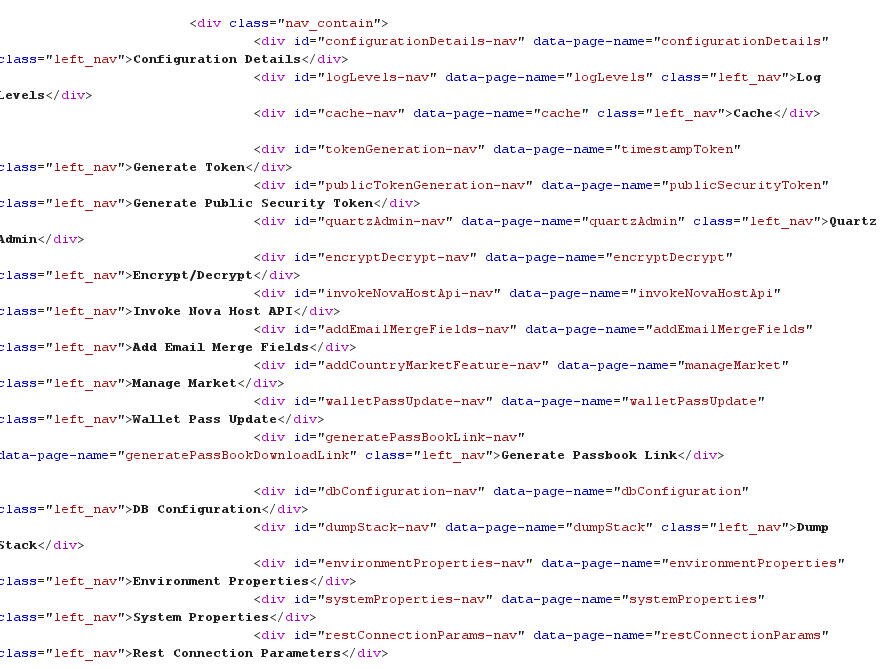 <div class="nav_contain">
<div id="configurationDetails-nav" data-page-name="configurationDetails"
class="left_nav">Configuration Details</div>
<div id="logLevels-nav" data-page-name="logLevels" class="left_nav">Log
Levels</div>
<div id="cache-nav" data-page-name="cache" class="left_nav">Cache</div>
<div id="tokenGeneration-nav" data-page-name="timestampToken"
class="left_nav">Generate Token</div>
<div id="publicTokenGeneration-nav" data-page-name="publicSecurityToken"
class="left_nav">Generate Public Security Token</div>
<div id="quartzAdmin-nav" data-page-name="quartzAdmin" class="left_nav">Quartz
Admin</div>
<div id="encryptDecrypt-nav" data-page-name="encryptDecrypt"
class="left_nav">Encrypt/Decrypt</div>
<div id="invokeNovaHostApi-nav" data-page-name="invokeNovaHostApi"
class="left_nav">Invoke Nova Host API</div>
<div id="addEmailMergeFields-nav" data-page-name="addEmailMergeFields"
class="left_nav">Add Email Merge Fields</div>
<div id="addCountryMarketFeature-nav" data-page-name="manageMarket"
class="left_nav">Manage Market</div>
<div id="walletPassUpdate-nav" data-page-name="walletPassUpdate"
class="left_nav">Wallet Pass Update</div>
<div id="generatePassBookLink-nav"
data-page-name="generatePassBookDownloadLink" class="left_nav">Generate Passbook Link</div>
<div id="dbConfiguration-nav" data-page-name="dbConfiguration"
class="left_nav">DB Configuration</div>
<div id="dumpStack-nav" data-page-name="dumpStack" class="left_nav">Dump
Stack</div>
<div id="environmentProperties-nav" data-page-name="environmentProperties"
class="left_nav">Environment Properties</div>
<div id="systemProperties-nav" data-page-name="systemProperties"
class="left_nav">System Properties</div>
<div id="restConnectionParams-nav" data-page-name="restConnectionParams"
class="left_nav">Rest Connection Parameters</div>